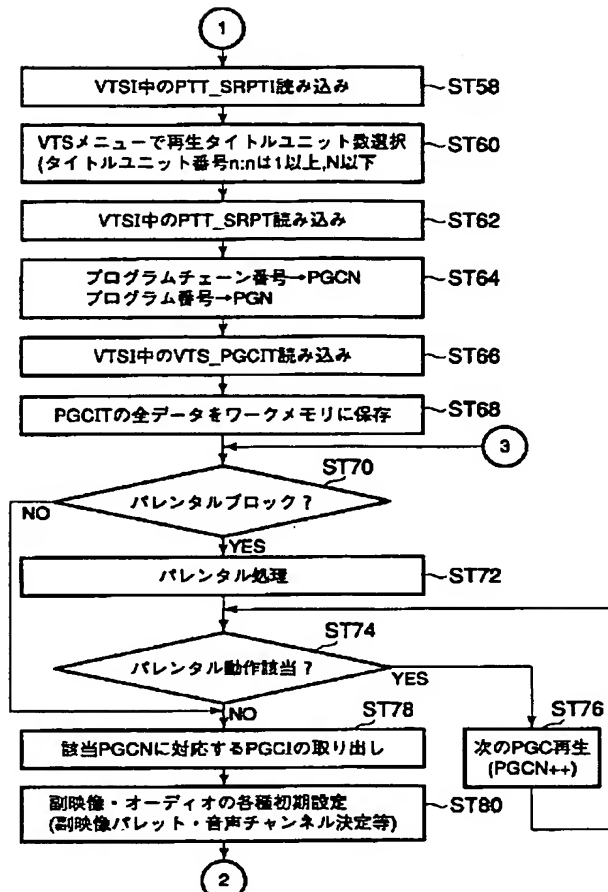 1
VTSI中のPTT_SRPTI読み込み
ST58
VTSメニューで再生タイトルユニット数選択
(タイトルユニット番号n:nは1以上,N以下
ST60
VTSI中のPTT_SRPT読み込み
ST62
プログラムチェーン番号→PGCN
プログラム番号→PGN
ST64
VTSI中のVTS_PGCIT読み込み
ST66
PGCITの全データをワークメモリに保存
ST68
3
ST70
パレンタルブロック?
NO
YES
パレンタル処理
ST72
ST74
パレンタル動作該当?
YES
NO
ST78
該当PGCNに対応するPGCIの取り出し
ST76
次のPGC再生
(PGCN++)
副映像・オーディオの各種初期設定
(副映像パレット・音声チャンネル決定等)
ST80
2